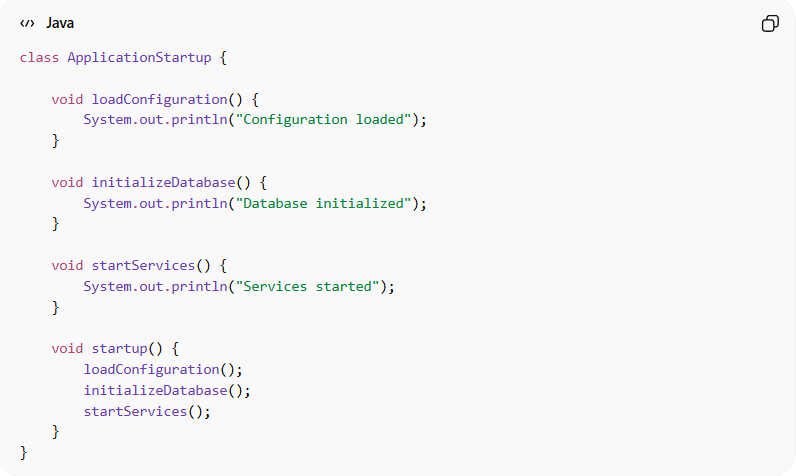 </> Java
class ApplicationStartup {
    void loadConfiguration() {
        System.out.println("Configuration loaded");
    }
    void initializeDatabase() {
        System.out.println("Database initialized");
    }
    void startServices() {
        System.out.println("Services started");
    }
    void startup() {
        loadConfiguration();
        initializeDatabase();
        startServices();
    }
}